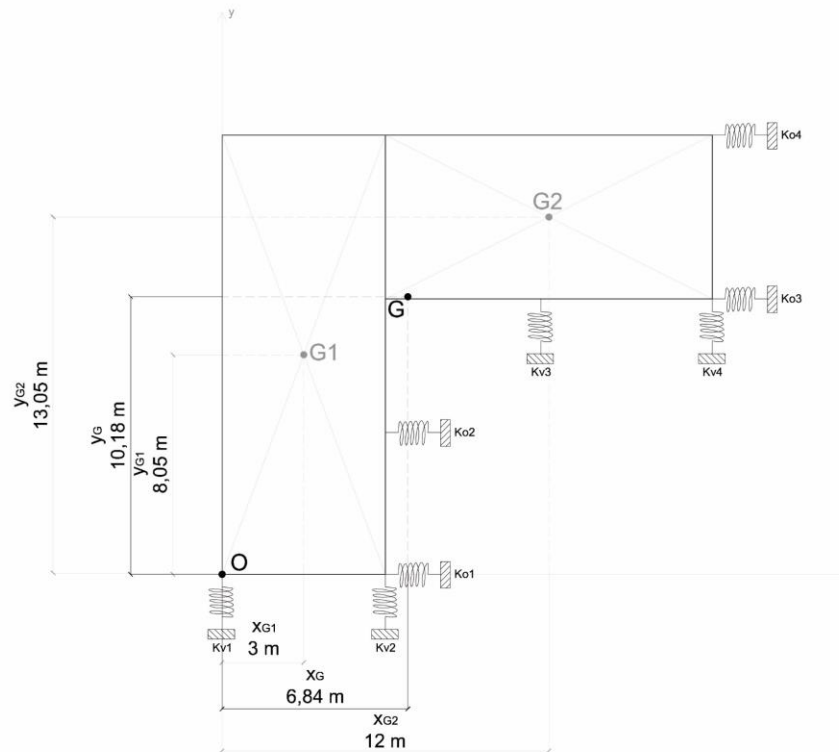 y
Ko4
G2
Ko3
G
G1
Kv3
Kv4
yG2
13,05 m
yG
10,18 m
yG1
8,05 m
Ko2
O
Ko1
Kv1
Kv2
xG1
3 m
xG
6,84 m
xG2
12 m